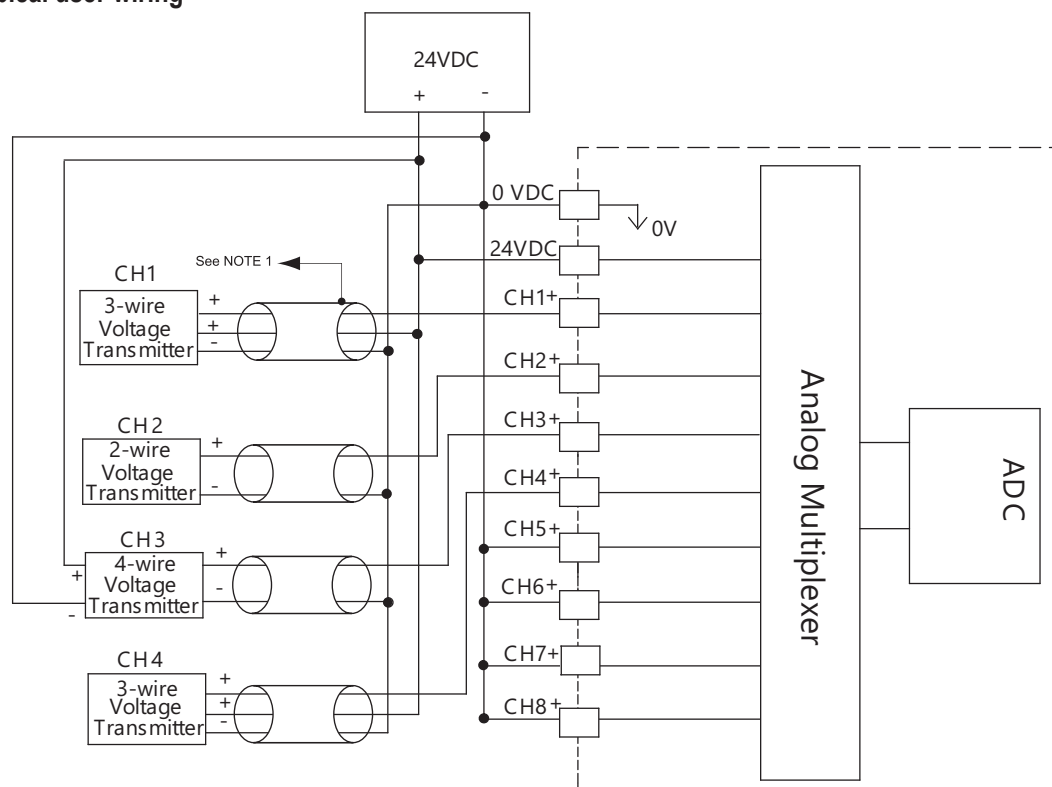 24VDC
+ -
0 VDC
0V
24VDC
See NOTE 1
CH1
3-wire
Voltage
Transmitter
+
+
-
CH1+
CH2+
CH2
2-wire
Voltage
Transmitter
+
-
CH3+
CH4+
CH3
4-wire
Voltage
Transmitter
+
-
+
-
CH5+
CH6+
CH4
3-wire
Voltage
Transmitter
+
+
-
CH7+
CH8+
Analog Multiplexer
ADC